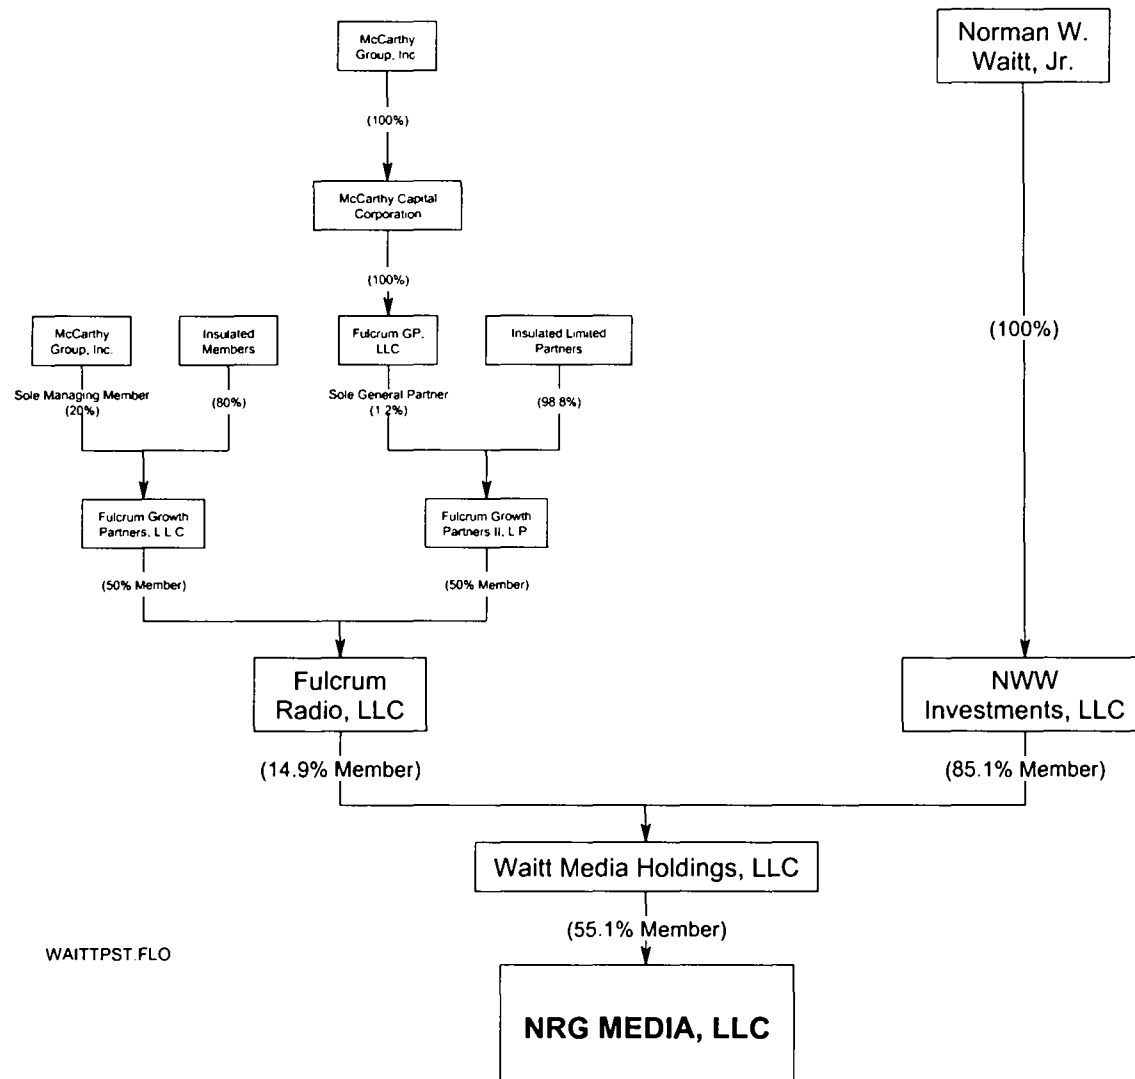 McCarthy
Group, Inc
Norman W.
Waitt, Jr.
(100%)
McCarthy Capital
Corporation
(100%)
McCarthy
Group, Inc.
Insulated
Members
Fulcrum GP,
LLC
Insulated Limited
Partners
(100%)
Sole Managing Member
(20%)
(80%)
Sole General Partner
(1 2%)
(98 8%)
Fulcrum Growth
Partners, L L C
Fulcrum Growth
Partners II, L P
(50% Member)
(50% Member)
Fulcrum
Radio, LLC
NWW
Investments, LLC
(14.9% Member)
(85.1% Member)
Waitt Media Holdings, LLC
(55.1% Member)
WAITTPST.FLO
NRG MEDIA, LLC